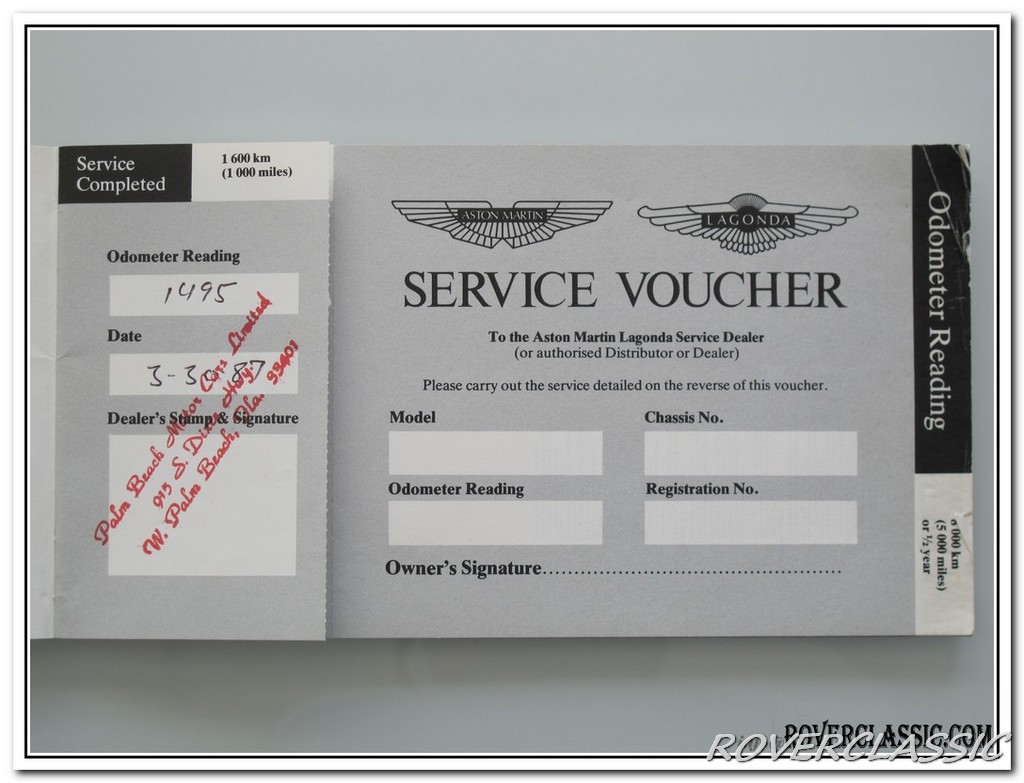 Service
Completed
1 600 km
(1 000 miles)
Odometer Reading
1495
Date
3-30-87
Dealer's Stamp & Signature
Palm Beach Motor Cars Limited
915 S. Dixie Hwy.
W. Palm Beach, Fla. 33401
ASTON MARTIN
LAGONDA
SERVICE VOUCHER
To the Aston Martin Lagonda Service Dealer
(or authorised Distributor or Dealer)
Please carry out the service detailed on the reverse of this voucher.
Model
Chassis No.
Odometer Reading
Registration No.
Owner's Signature
Odometer Reading
8 000 km
(5 000 miles)
or ½ year
ROVERCLASSIC.COM
ROVERCLASSIC